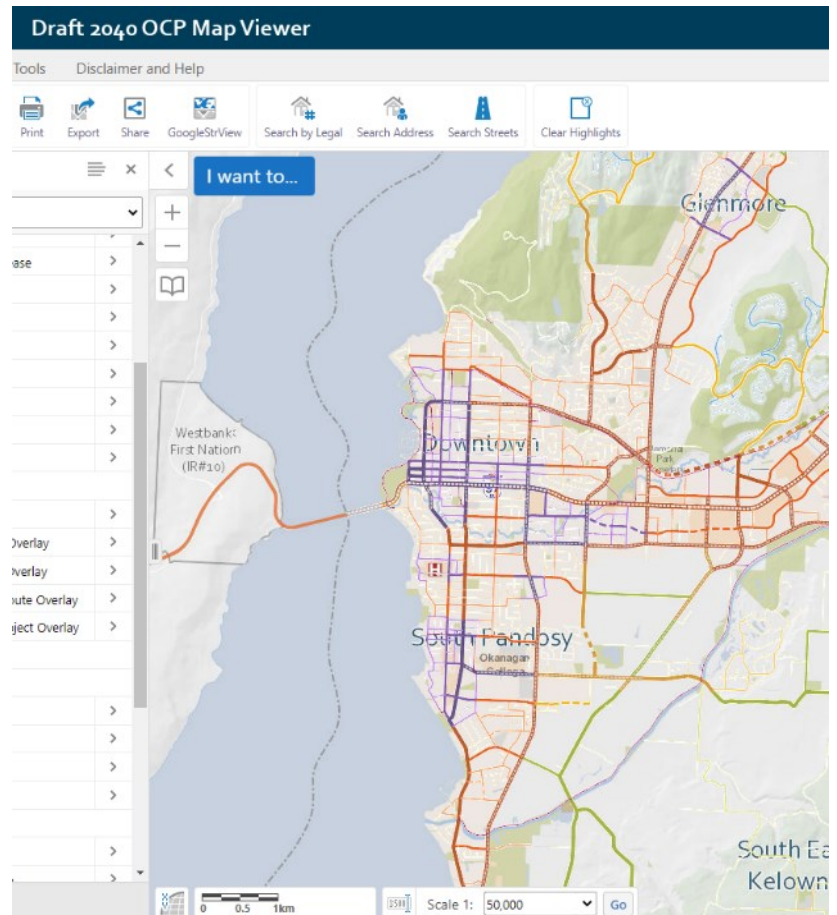 Draft 2040 OCP Map Viewer
Tools Disclaimer and Help
Print Export Share GoogleStrView Search by Legal Search Address Search Streets Clear Highlights
I want to...
Glenmore
ase
Westbank
First Nation
(IR#10)
Downtown
Park
Overlay
verlay
ute Overlay
ject Overlay
H
South Pandosy
Okanagan
College
South Ea
Kelown
0 0.5 1km
Scale 1: 50,000 Go